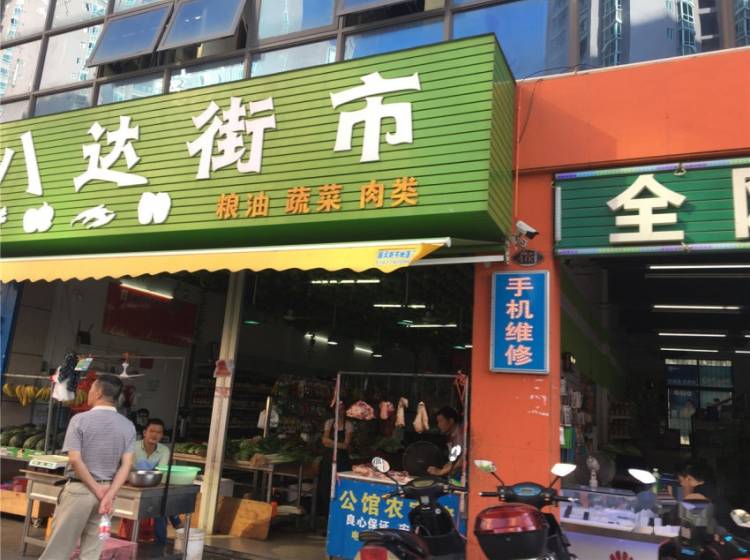 八达街市
粮油 蔬菜 肉类
手机维修
全
公馆农
良心保证